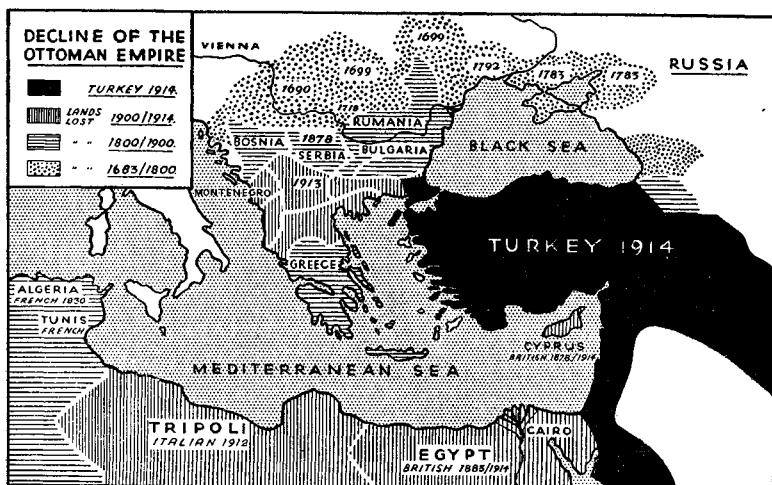 DECLINE OF THE
OTTOMAN EMPIRE
TURKEY 1914.
LANDS
LOST 1900/1914.
" " 1800/1900.
" " 1683/1800.
VIENNA
1699
1699
1690
1718
1792
1783
1783
RUSSIA
RUMANIA
BOSNIA
1878
SERBIA
BULGARIA
BLACK SEA
MONTENEGRO
1913
TURKEY 1914
GREECE
ALGERIA
FRENCH 1830
TUNIS
FRENCH
CYPRUS
BRITISH 1878/1914
MEDITERRANEAN SEA
TRIPOLI
ITALIAN 1912
EGYPT
BRITISH 1883/1914
CAIRO